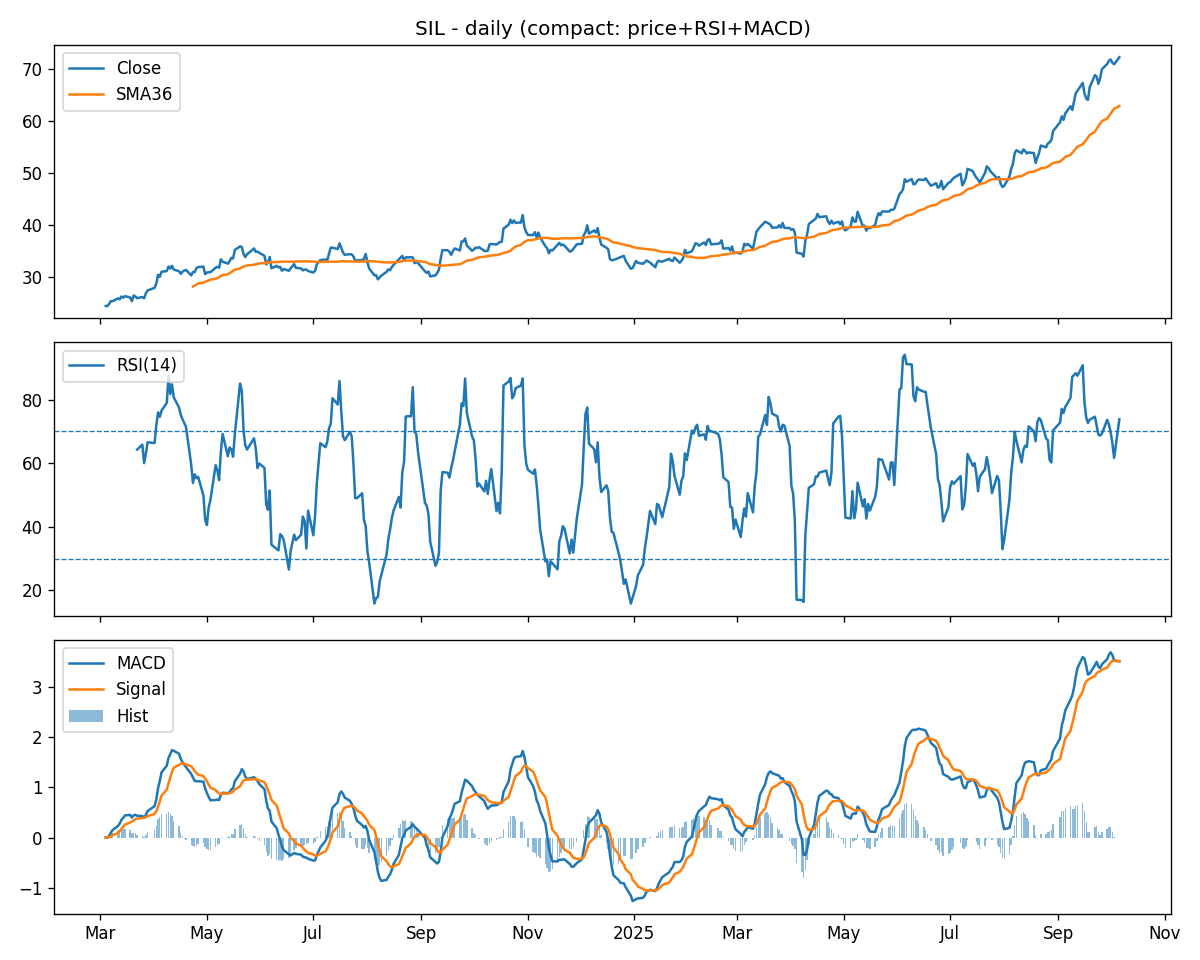 SIL - daily (compact: price+RSI+MACD)
Close
SMA36
70
60
50
40
30
RSI(14)
80
60
40
20
MACD
Signal
Hist
3
2
1
0
−1
Mar May Jul Sep Nov 2025 Mar May Jul Sep Nov